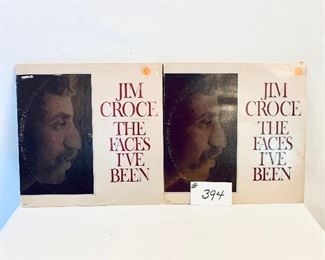 JIM
CROCE
THE
FACES
I'VE
BEEN
JIM
CROCE
THE
FACES
I'VE
BEEN
#
394